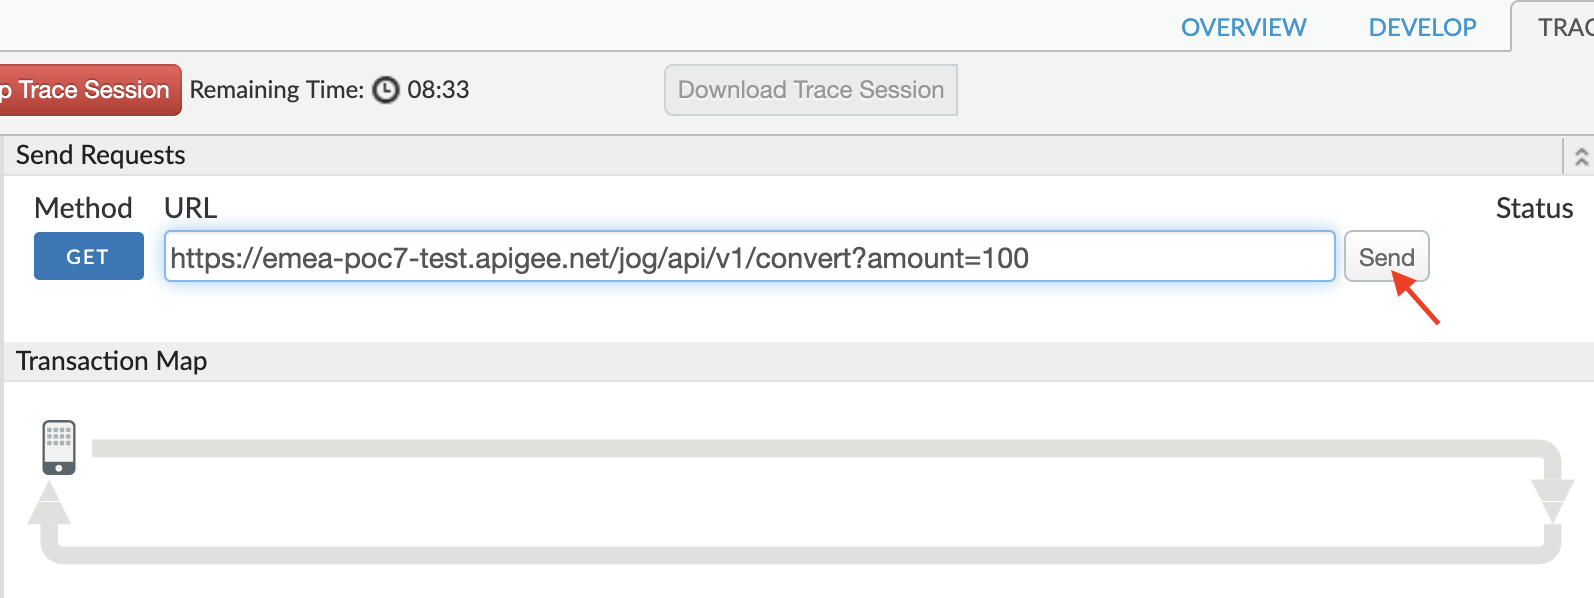 OVERVIEW DEVELOP TRAC
p Trace Session Remaining Time: 08:33 Download Trace Session
Send Requests
Method URL Status
GET https://emea-poc7-test.apigee.net/jog/api/v1/convert?amount=100 Send
Transaction Map